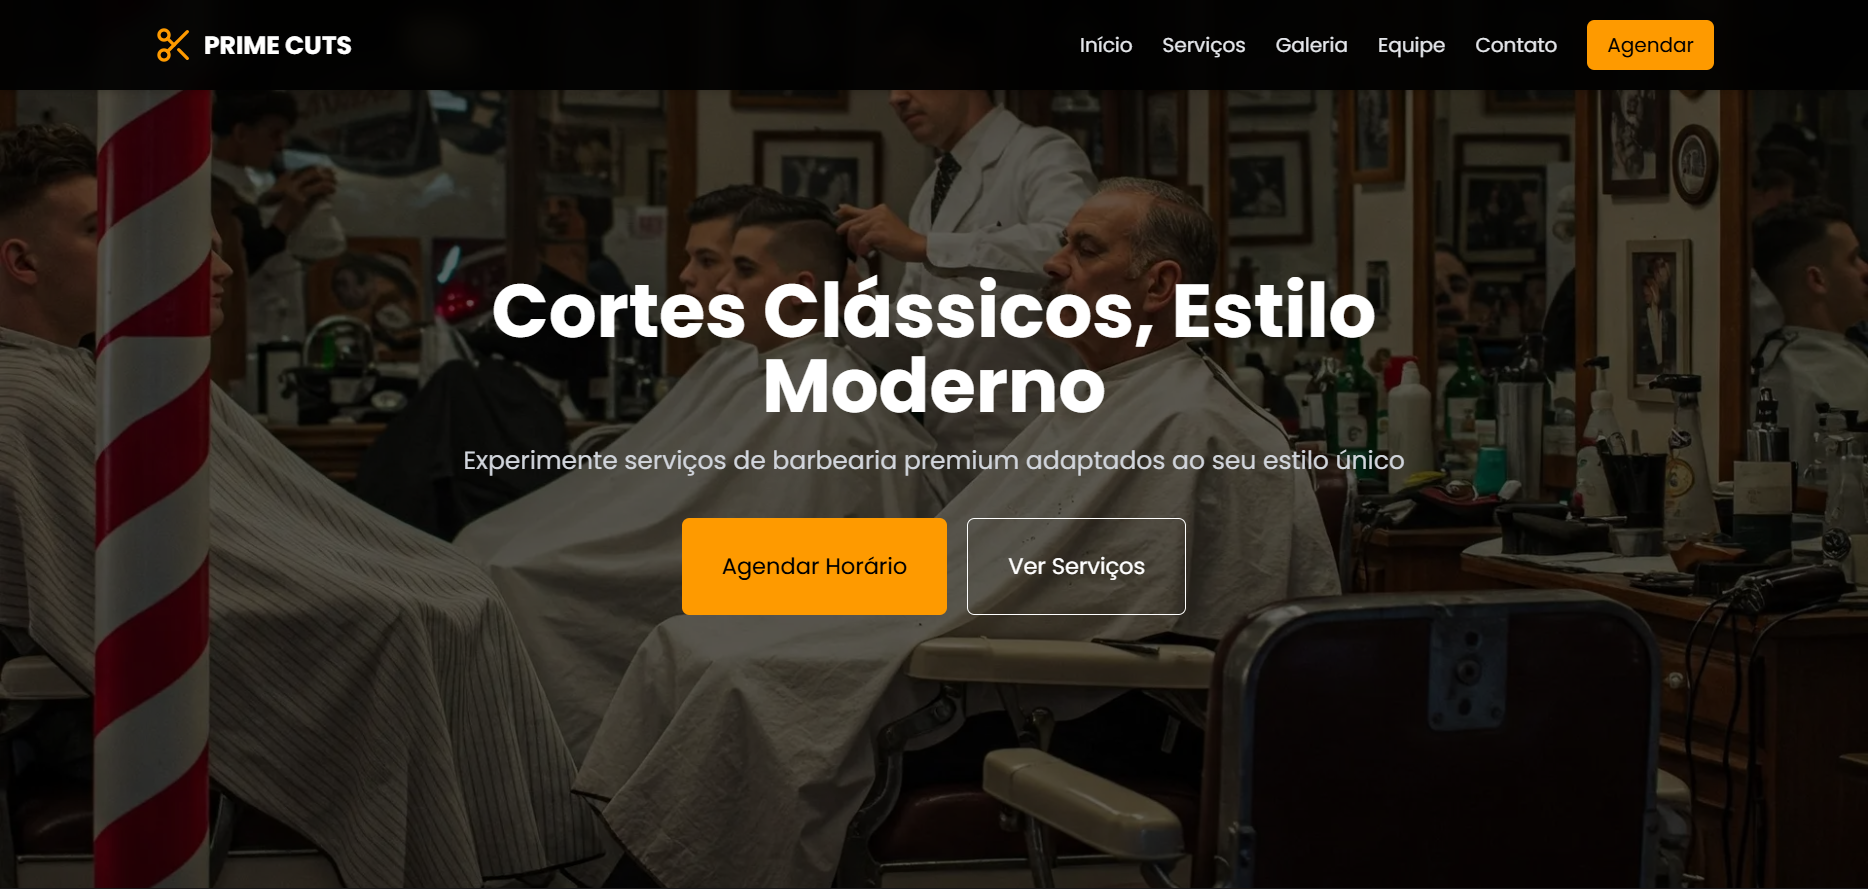 PRIME CUTS
Início Serviços Galeria Equipe Contato Agendar
Cortes Clássicos, Estilo
Moderno
Experimente serviços de barbearia premium adaptados ao seu estilo único
Agendar Horário Ver Serviços